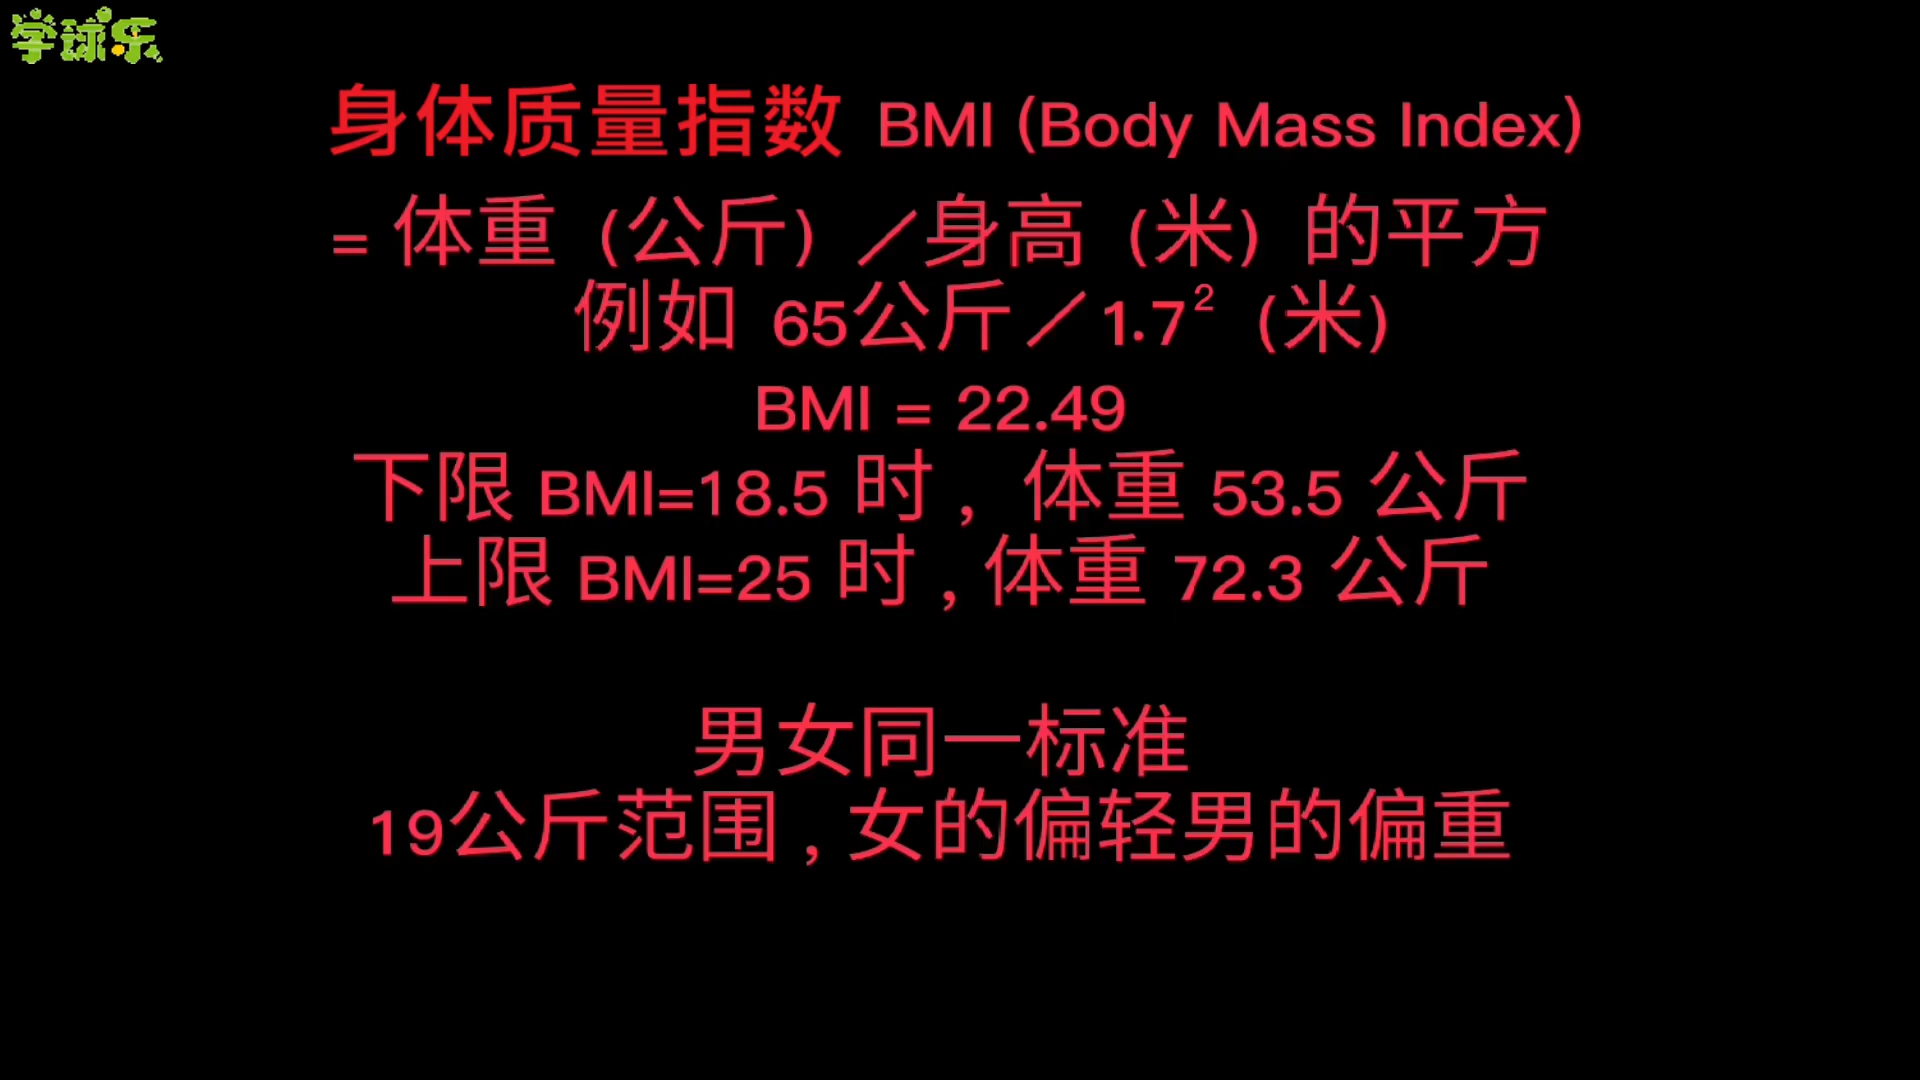 学球乐
身体质量指数 BMI (Body Mass Index)
= 体重（公斤）／身高（米）的平方
例如 65公斤／1.7²（米）
BMI = 22.49
下限 BMI=18.5 时， 体重 53.5 公斤
上限 BMI=25 时，体重 72.3 公斤
男女同一标准
19公斤范围，女的偏轻男的偏重